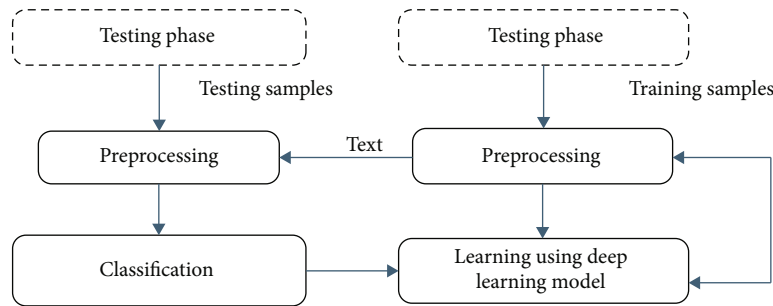 Testing phase
Testing phase
Testing samples
Training samples
Preprocessing
Text
Preprocessing
Classification
Learning using deep
learning model